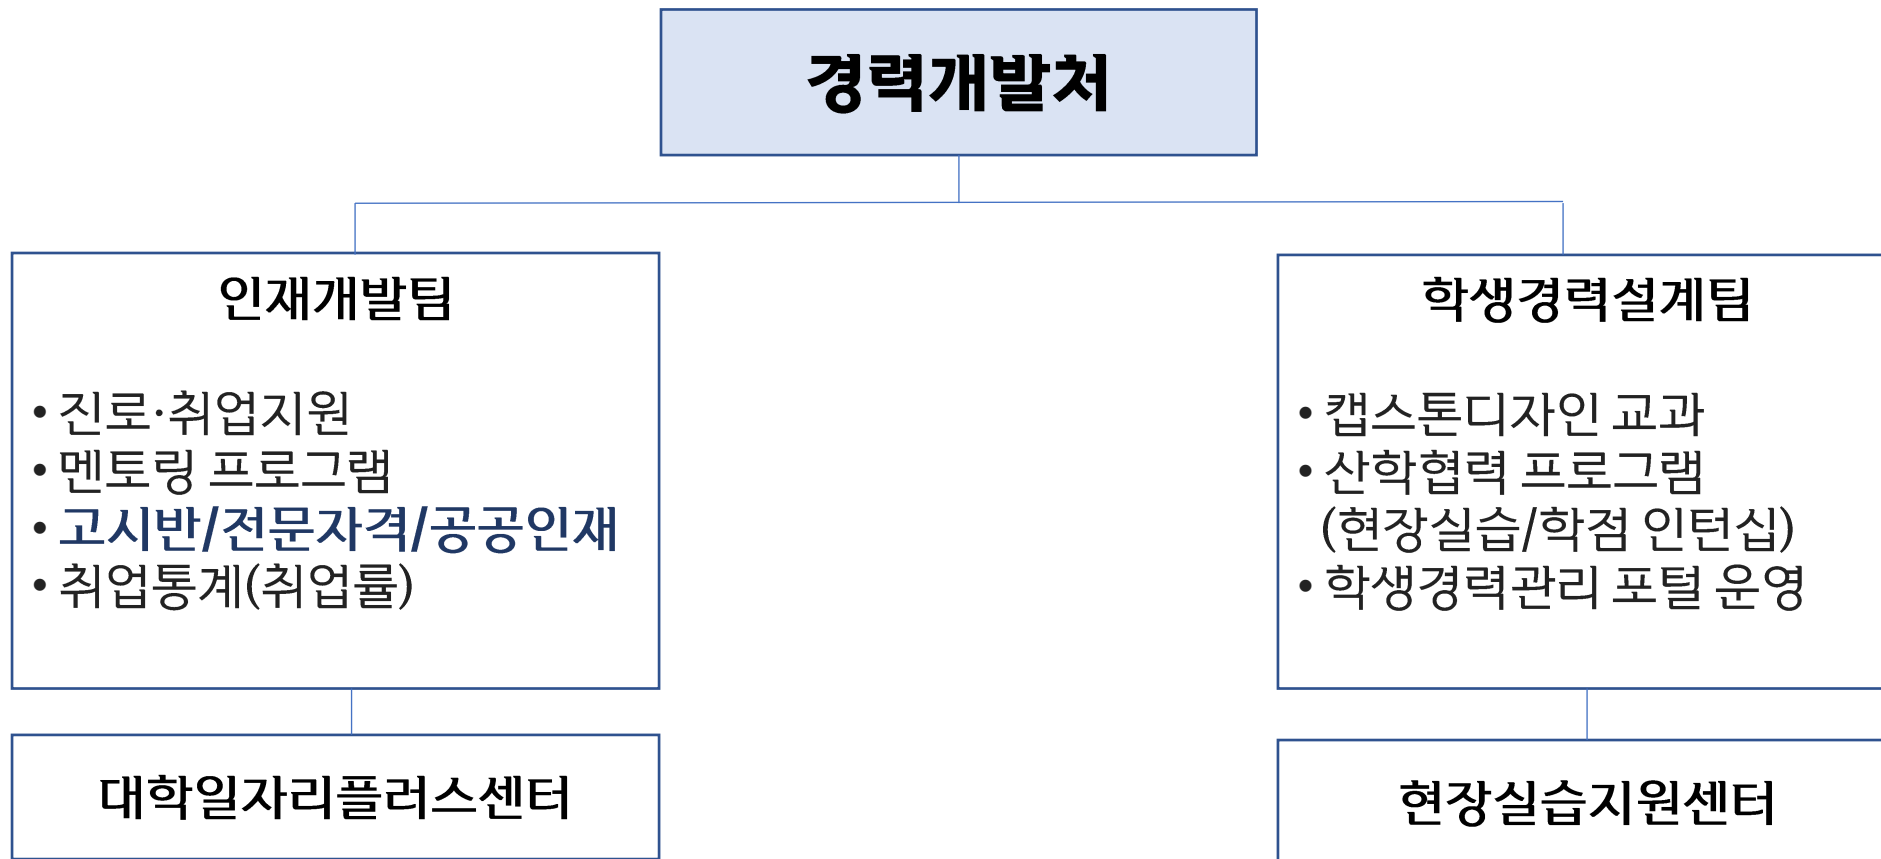 경력개발처
인재개발팀
• 진로·취업지원
• 멘토링 프로그램
• 고시반/전문자격/공공인재
• 취업통계(취업률)
대학일자리플러스센터
학생경력설계팀
• 캡스톤디자인 교과
• 산학협력 프로그램
(현장실습/학점 인턴십)
• 학생경력관리 포털 운영
현장실습지원센터